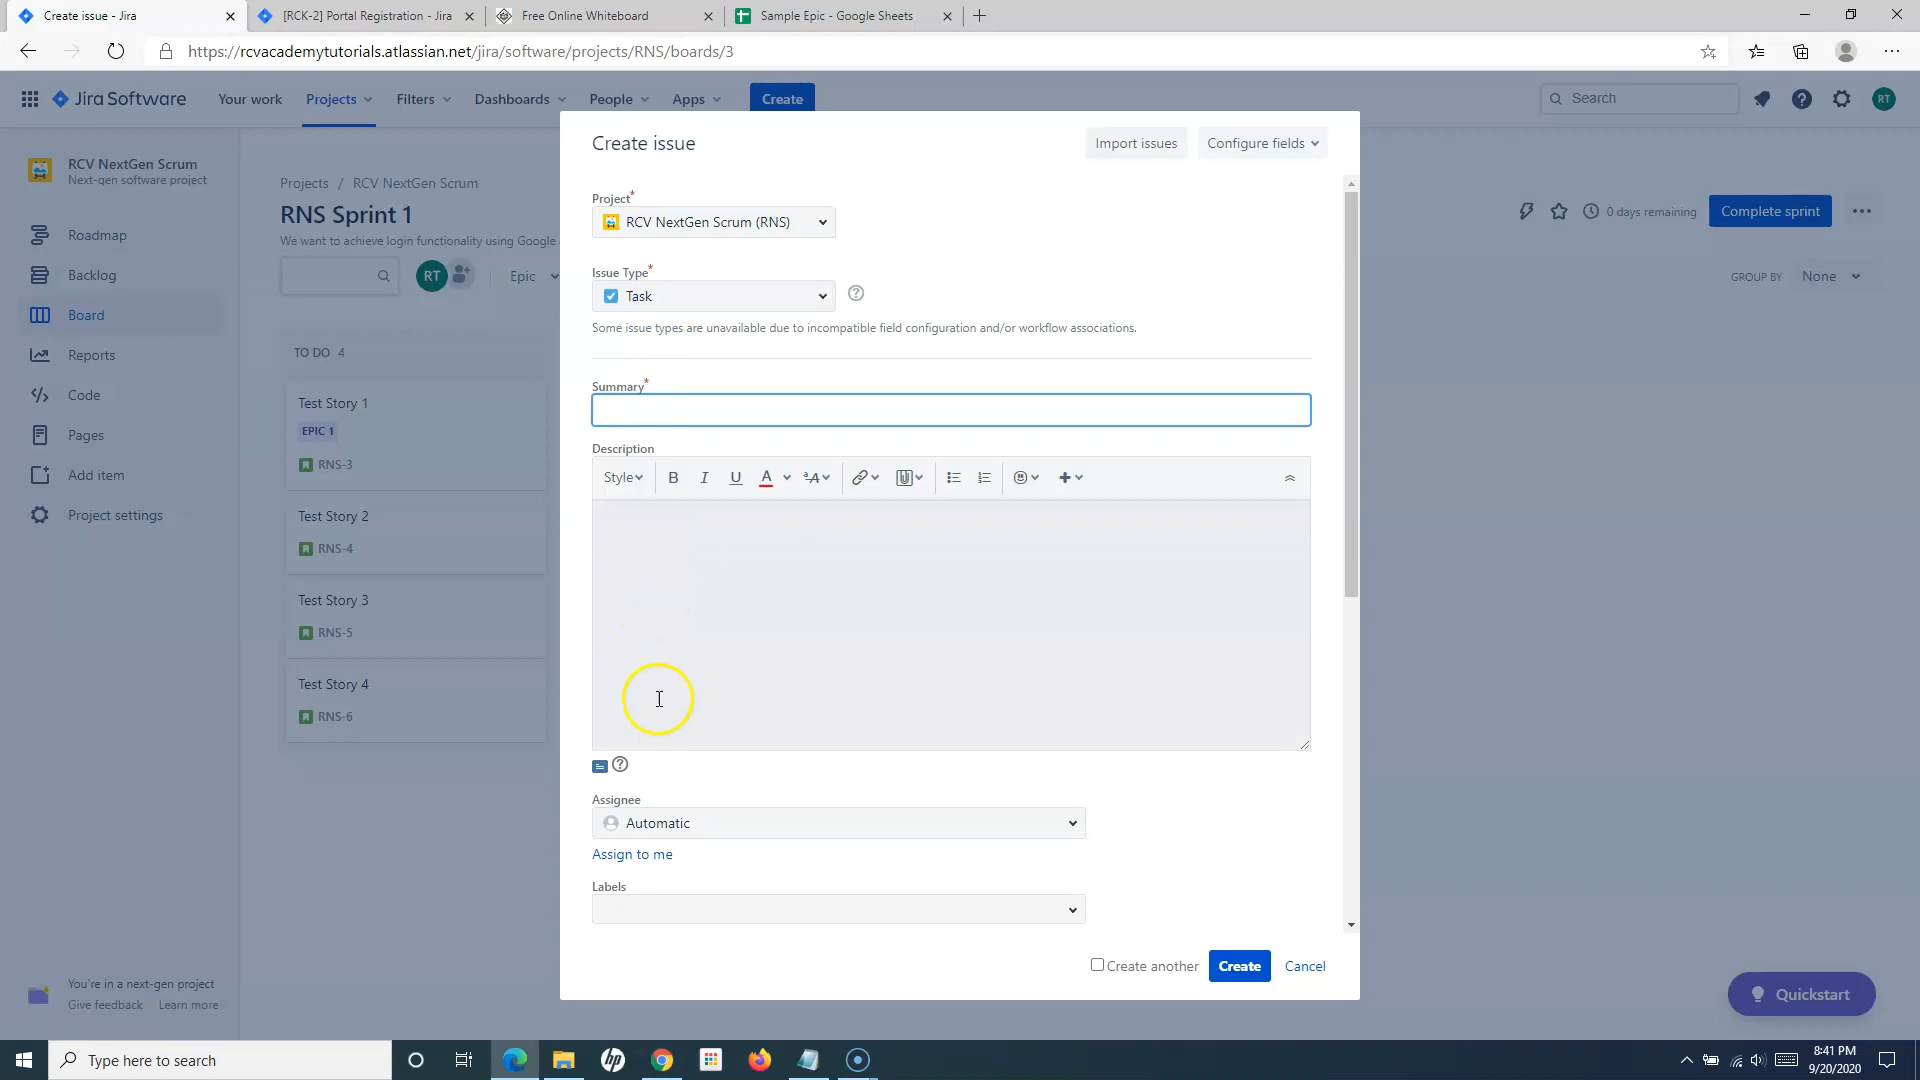 Create issue - Jira
[RCK-2] Portal Registration - Jira
Free Online Whiteboard
Sample Epic - Google Sheets
https://rcvacademytutorials.atlassian.net/jira/software/projects/RNS/boards/3
Jira Software
Your work
Projects
Filters
Dashboards
People
Apps
Create
Search
RT
RCV NextGen Scrum
Next-gen software project
Roadmap
Backlog
Board
Reports
Code
Pages
Add item
Project settings
You're in a next-gen project
Give feedback Learn more
Projects / RCV NextGen Scrum
RNS Sprint 1
We want to achieve login functionality using Google
RT
Epic
TO DO 4
Test Story 1
EPIC 1
RNS-3
Test Story 2
RNS-4
Test Story 3
RNS-5
Test Story 4
RNS-6
0 days remaining
Complete sprint
GROUP BY None
Create issue
Import issues
Configure fields
Project*
RCV NextGen Scrum (RNS)
Issue Type*
Task
Some issue types are unavailable due to incompatible field configuration and/or workflow associations.
Summary*
Description
Style B I U A A
Assignee
Automatic
Assign to me
Labels
Create another
Create
Cancel
Quickstart
Type here to search
hp
8:41 PM
9/20/2020